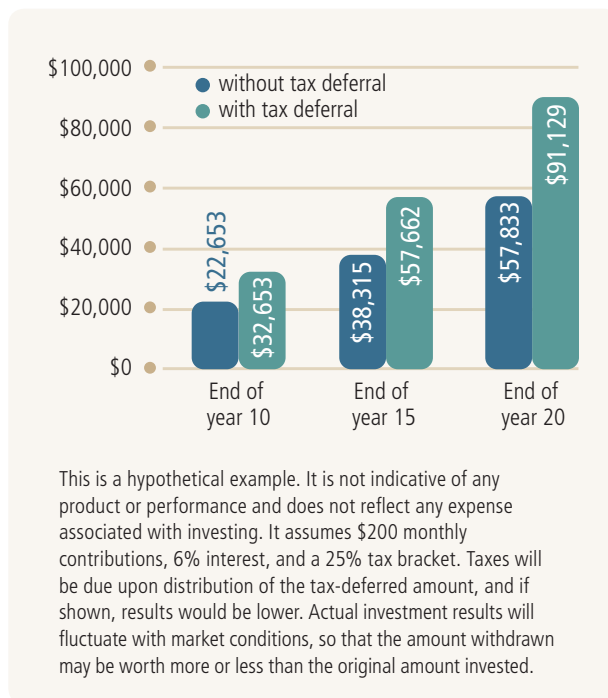 $100,000
without tax deferral
with tax deferral
$80,000
$60,000
$40,000
$20,000
$0
$22,653
$32,653
$38,315
$57,662
$57,833
$91,129
End of
year 10
End of
year 15
End of
year 20
This is a hypothetical example. It is not indicative of any
product or performance and does not reflect any expense
associated with investing. It assumes $200 monthly
contributions, 6% interest, and a 25% tax bracket. Taxes will
be due upon distribution of the tax-deferred amount, and if
shown, results would be lower. Actual investment results will
fluctuate with market conditions, so that the amount withdrawn
may be worth more or less than the original amount invested.